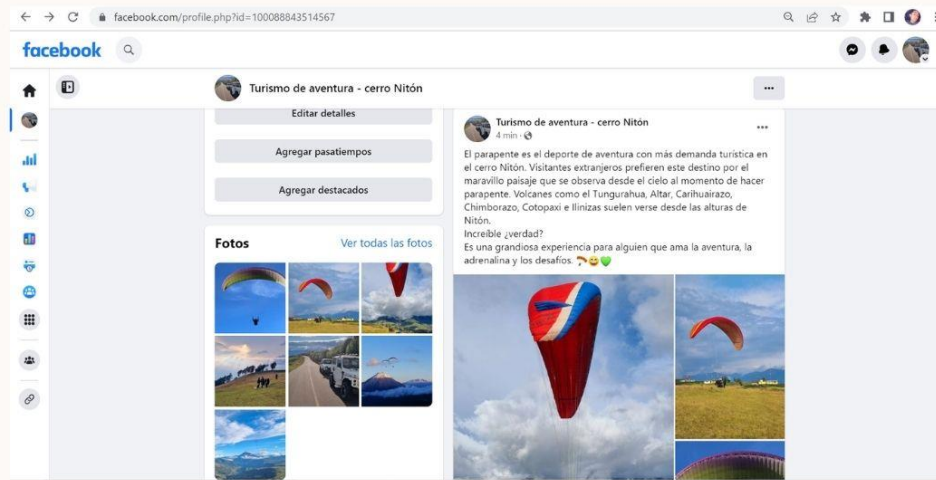 facebook.com/profile.php?id=100088843514567
facebook
Turismo de aventura - cerro Nitón
Editar detalles
Agregar pasatiempos
Agregar destacados
Fotos
Ver todas las fotos
Turismo de aventura - cerro Nitón
4 min ·
El parapente es el deporte de aventura con más demanda turística en
el cerro Nitón. Visitantes extranjeros prefieren este destino por el
maravillo paisaje que se observa desde el cielo al momento de hacer
parapente. Volcanes como el Tungurahua, Altar, Carihuairazo,
Chimborazo, Cotopaxi e Ilinizas suelen verse desde las alturas de
Nitón.
Increíble ¿verdad?
Es una grandiosa experiencia para alguien que ama la aventura, la
adrenalina y los desafíos. 🪂😄💚